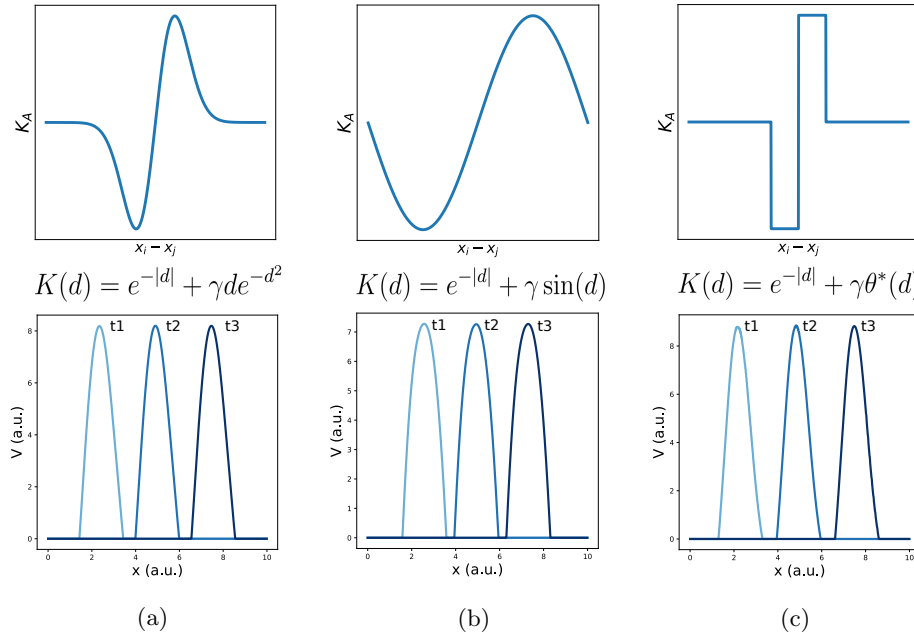 K_A
x_i − x_j
K(d) = e^{−|d|} + γde^{−d^2}
t1 t2 t3
V (a.u.)
8
6
4
2
0
0 2 4 6 8 10
x (a.u.)
(a)
K_A
x_i − x_j
K(d) = e^{−|d|} + γ sin(d)
t1 t2 t3
V (a.u.)
7
6
5
4
3
2
1
0
0 2 4 6 8 10
x (a.u.)
(b)
K_A
x_i − x_j
K(d) = e^{−|d|} + γθ^*(d)
t1 t2 t3
V (a.u.)
8
6
4
2
0
0 2 4 6 8 10
x (a.u.)
(c)